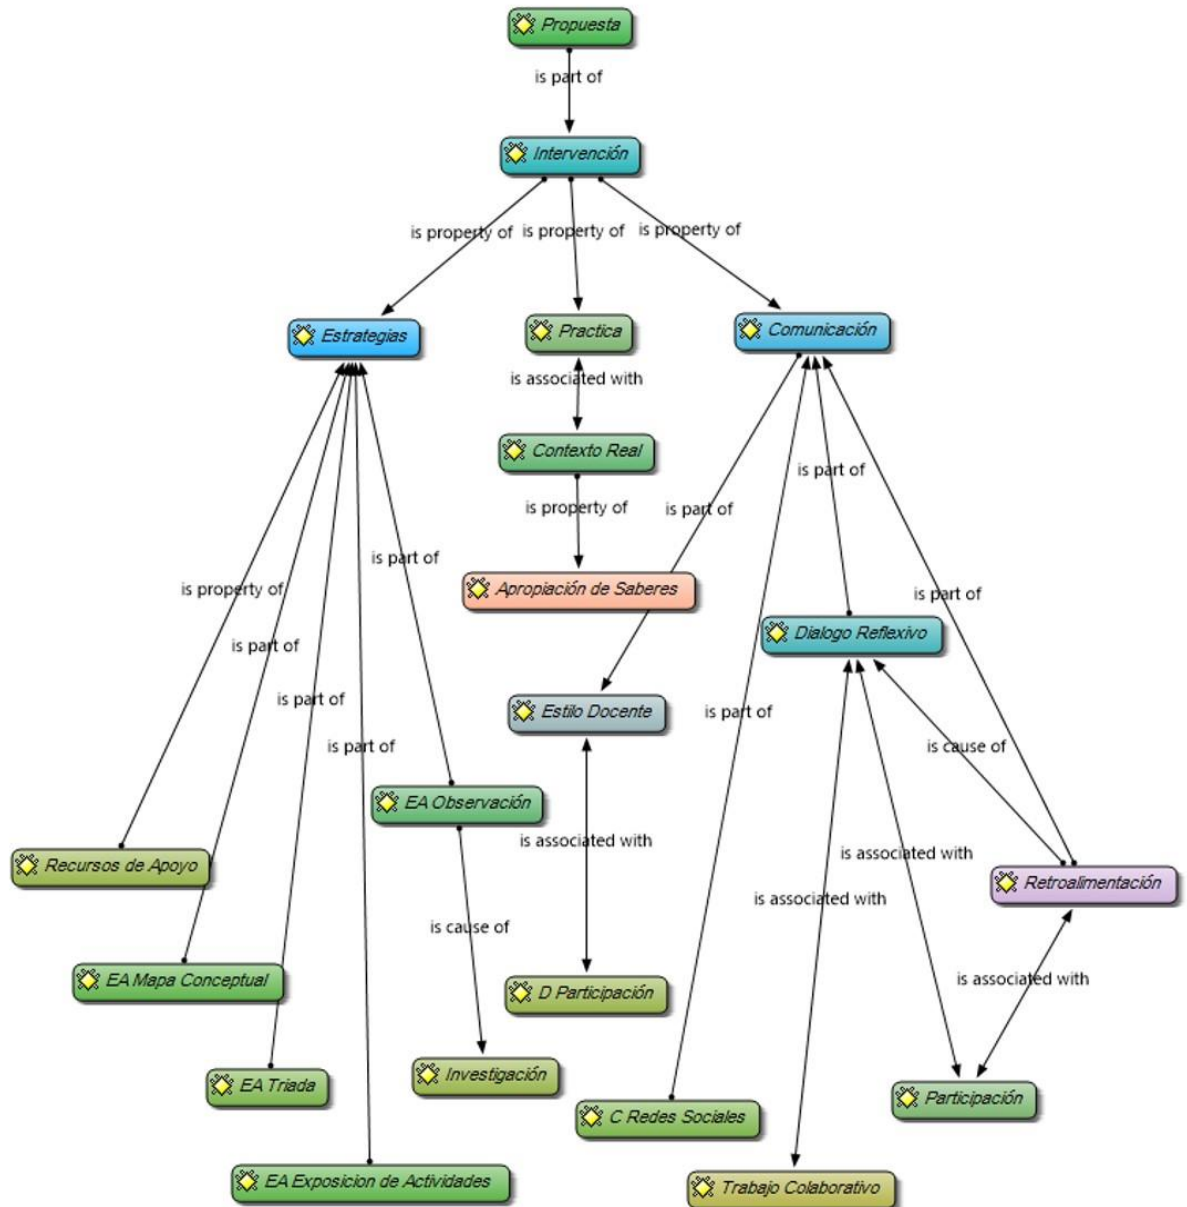 Propuesta
is part of
Intervención
is property of
is property of
is property of
Estrategias
Practica
Comunicación
is associated with
Contexto Real
is part of
is property of
is part of
is part of
Apropiación de Saberes
is property of
is part of
is part of
Dialogo Reflexivo
is part of
Estilo Docente
is part of
is part of
is cause of
EA Observación
is associated with
is associated with
Recursos de Apoyo
Retroalimentación
is associated with
is cause of
EA Mapa Conceptual
is associated with
D Participación
Investigación
EA Triada
Participación
C Redes Sociales
EA Exposicion de Actividades
Trabajo Colaborativo